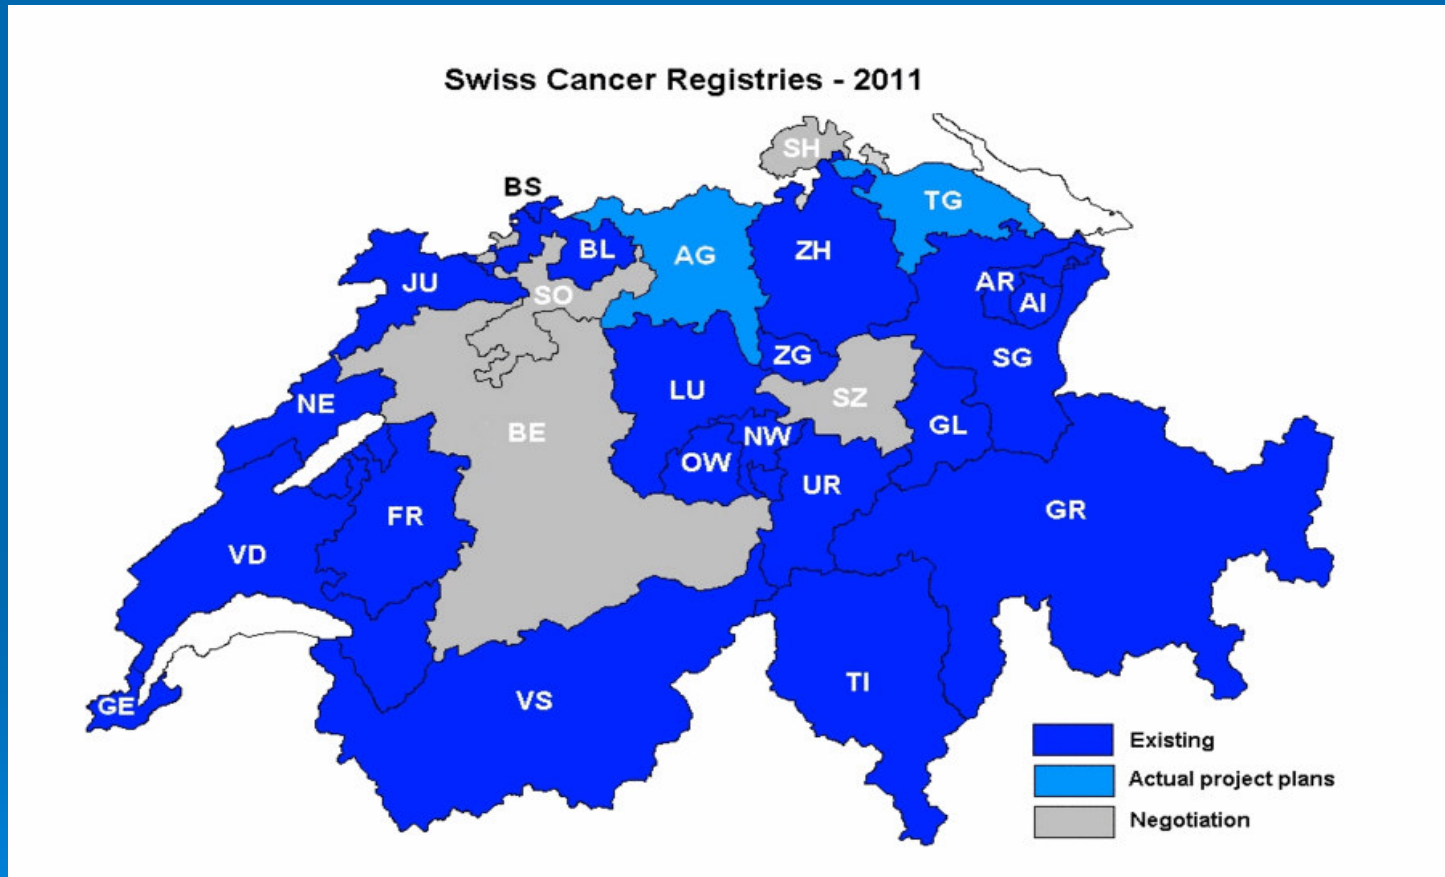 Swiss Cancer Registries - 2011
SH
BS
TG
BL
AG
ZH
JU
AR
SO
AI
ZG
SG
LU
SZ
NE
GL
BE
NW
OW
UR
FR
GR
VD
TI
VS
GE
Existing
Actual project plans
Negotiation